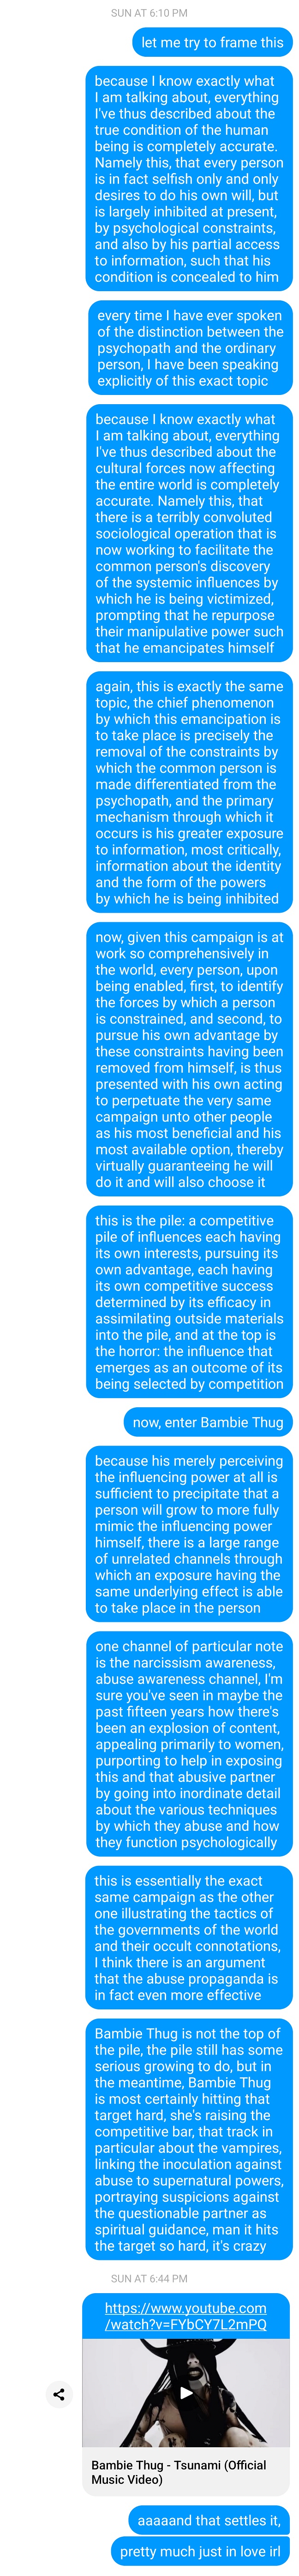 SUN AT 6:10 PM
let me try to frame this
because I know exactly what
I am talking about, everything
I've thus described about the
true condition of the human
being is completely accurate.
Namely this, that every person
is in fact selfish only and only
desires to do his own will, but
is largely inhibited at present,
by psychological constraints,
and also by his partial access
to information, such that his
condition is concealed to him
every time I have ever spoken
of the distinction between the
psychopath and the ordinary
person, I have been speaking
explicitly of this exact topic
because I know exactly what
I am talking about, everything
I've thus described about the
cultural forces now affecting
the entire world is completely
accurate. Namely this, that
there is a terribly convoluted
sociological operation that is
now working to facilitate the
common person's discovery
of the systemic influences by
which he is being victimized,
prompting that he repurpose
their manipulative power such
that he emancipates himself
again, this is exactly the same
topic, the chief phenomenon
by which this emancipation is
to take place is precisely the
removal of the constraints by
which the common person is
made differentiated from the
psychopath, and the primary
mechanism through which it
occurs is his greater exposure
to information, most critically,
information about the identity
and the form of the powers
by which he is being inhibited
now, given this campaign is at
work so comprehensively in
the world, every person, upon
being enabled, first, to identify
the forces by which a person
is constrained, and second, to
pursue his own advantage by
these constraints having been
removed from himself, is thus
presented with his own acting
to perpetuate the very same
campaign unto other people
as his most beneficial and his
most available option, thereby
virtually guaranteeing he will
do it and will also choose it
this is the pile: a competitive
pile of influences each having
its own interests, pursuing its
own advantage, each having
its own competitive success
determined by its efficacy in
assimilating outside materials
into the pile, and at the top is
the horror: the influence that
emerges as an outcome of its
being selected by competition
now, enter Bambie Thug
because his merely perceiving
the influencing power at all is
sufficient to precipitate that a
person will grow to more fully
mimic the influencing power
himself, there is a large range
of unrelated channels through
which an exposure having the
same underlying effect is able
to take place in the person
one channel of particular note
is the narcissism awareness,
abuse awareness channel, I'm
sure you've seen in maybe the
past fifteen years how there's
been an explosion of content,
appealing primarily to women,
purporting to help in exposing
this and that abusive partner
by going into inordinate detail
about the various techniques
by which they abuse and how
they function psychologically
this is essentially the exact
same campaign as the other
one illustrating the tactics of
the governments of the world
and their occult connotations,
I think there is an argument
that the abuse propaganda is
in fact even more effective
Bambie Thug is not the top of
the pile, the pile still has some
serious growing to do, but in
the meantime, Bambie Thug
is most certainly hitting that
target hard, she's raising the
competitive bar, that track in
particular about the vampires,
linking the inoculation against
abuse to supernatural powers,
portraying suspicions against
the questionable partner as
spiritual guidance, man it hits
the target so hard, it's crazy
SUN AT 6:44 PM
https://www.youtube.com
/watch?v=FYbCY7L2mPQ
Bambie Thug - Tsunami (Official
Music Video)
aaaaand that settles it,
pretty much just in love irl